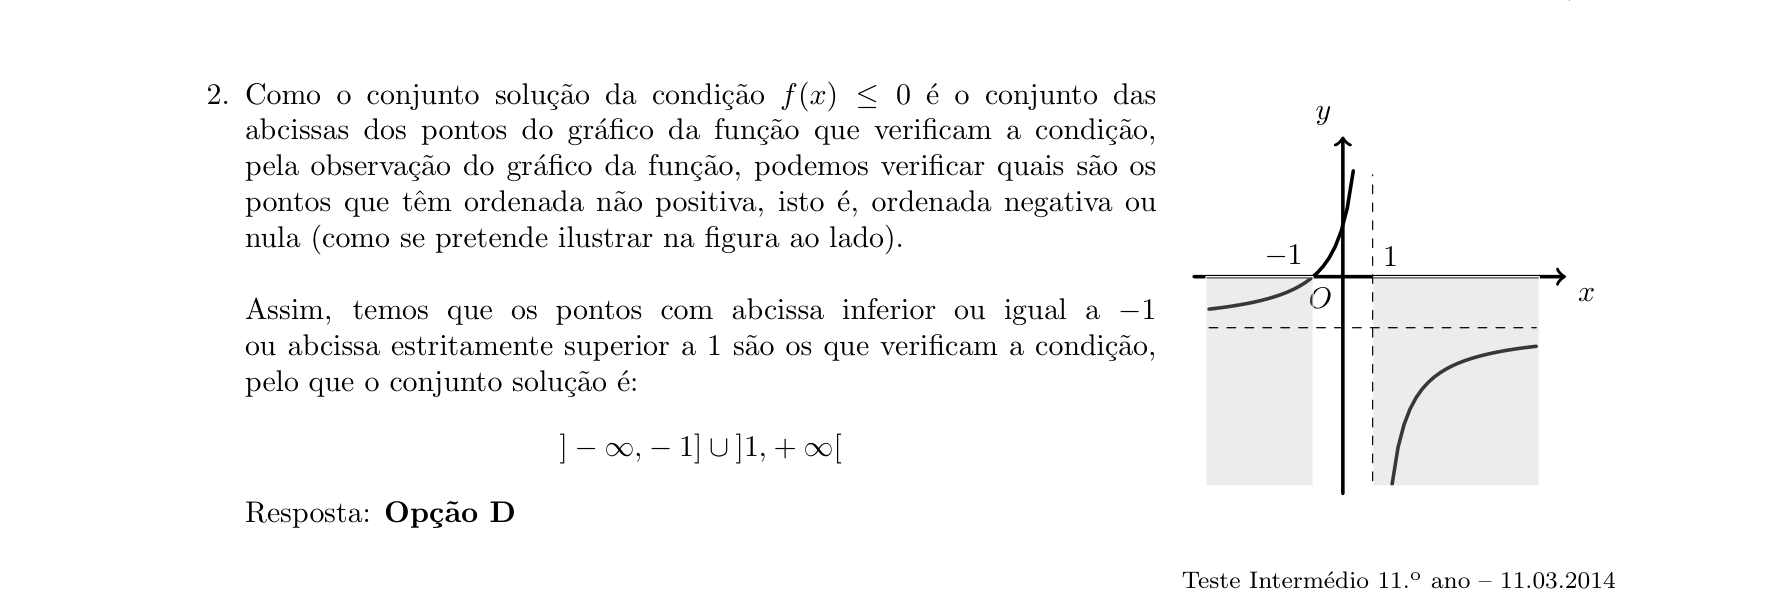 2. Como o conjunto solução da condição f(x) ≤ 0 é o conjunto das
abcissas dos pontos do gráfico da função que verificam a condição,
pela observação do gráfico da função, podemos verificar quais são os
pontos que têm ordenada não positiva, isto é, ordenada negativa ou
nula (como se pretende ilustrar na figura ao lado).
Assim, temos que os pontos com abcissa inferior ou igual a −1
ou abcissa estritamente superior a 1 são os que verificam a condição,
pelo que o conjunto solução é:
] − ∞, − 1] ∪ ]1, + ∞[
Resposta: Opção D
y
−1
1
O
x
Teste Intermédio 11.º ano – 11.03.2014